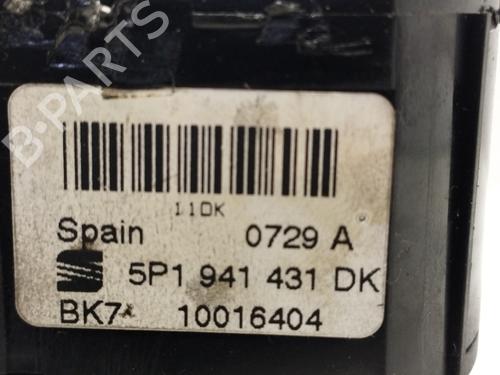 B-PARTS
11DK
Spain 0729 A
5P1 941 431 DK
BK7 10016404